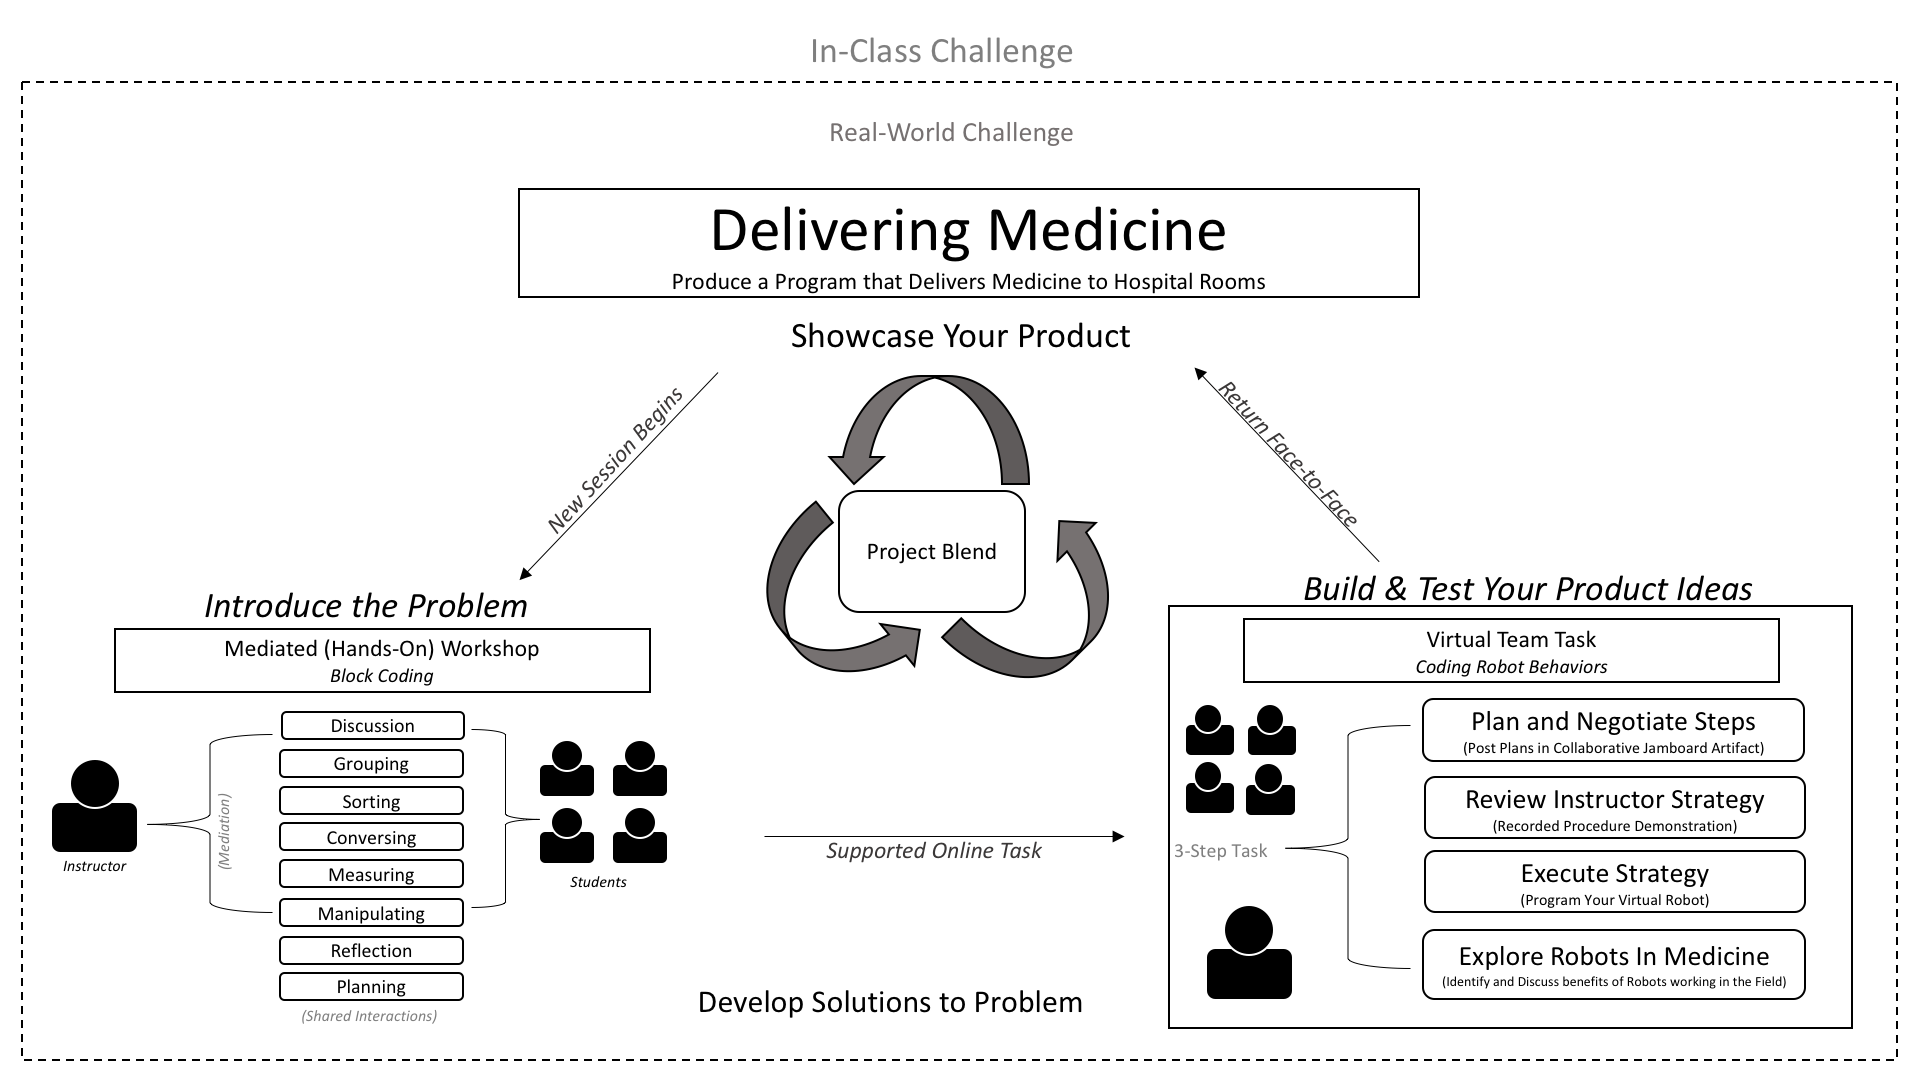 In-Class Challenge
Real-World Challenge
Delivering Medicine
Produce a Program that Delivers Medicine to Hospital Rooms
Showcase Your Product
New Session Begins
Return Face-to-Face
Project Blend
Introduce the Problem
Mediated (Hands-On) Workshop
Block Coding
Discussion
Grouping
Sorting
Conversing
Measuring
Manipulating
Reflection
Planning
(Shared Interactions)
Instructor
(Mediation)
Students
Supported Online Task
Develop Solutions to Problem
Build & Test Your Product Ideas
Virtual Team Task
Coding Robot Behaviors
3-Step Task
Plan and Negotiate Steps
(Post Plans in Collaborative Jamboard Artifact)
Review Instructor Strategy
(Recorded Procedure Demonstration)
Execute Strategy
(Program Your Virtual Robot)
Explore Robots In Medicine
(Identify and Discuss benefits of Robots working in the Field)